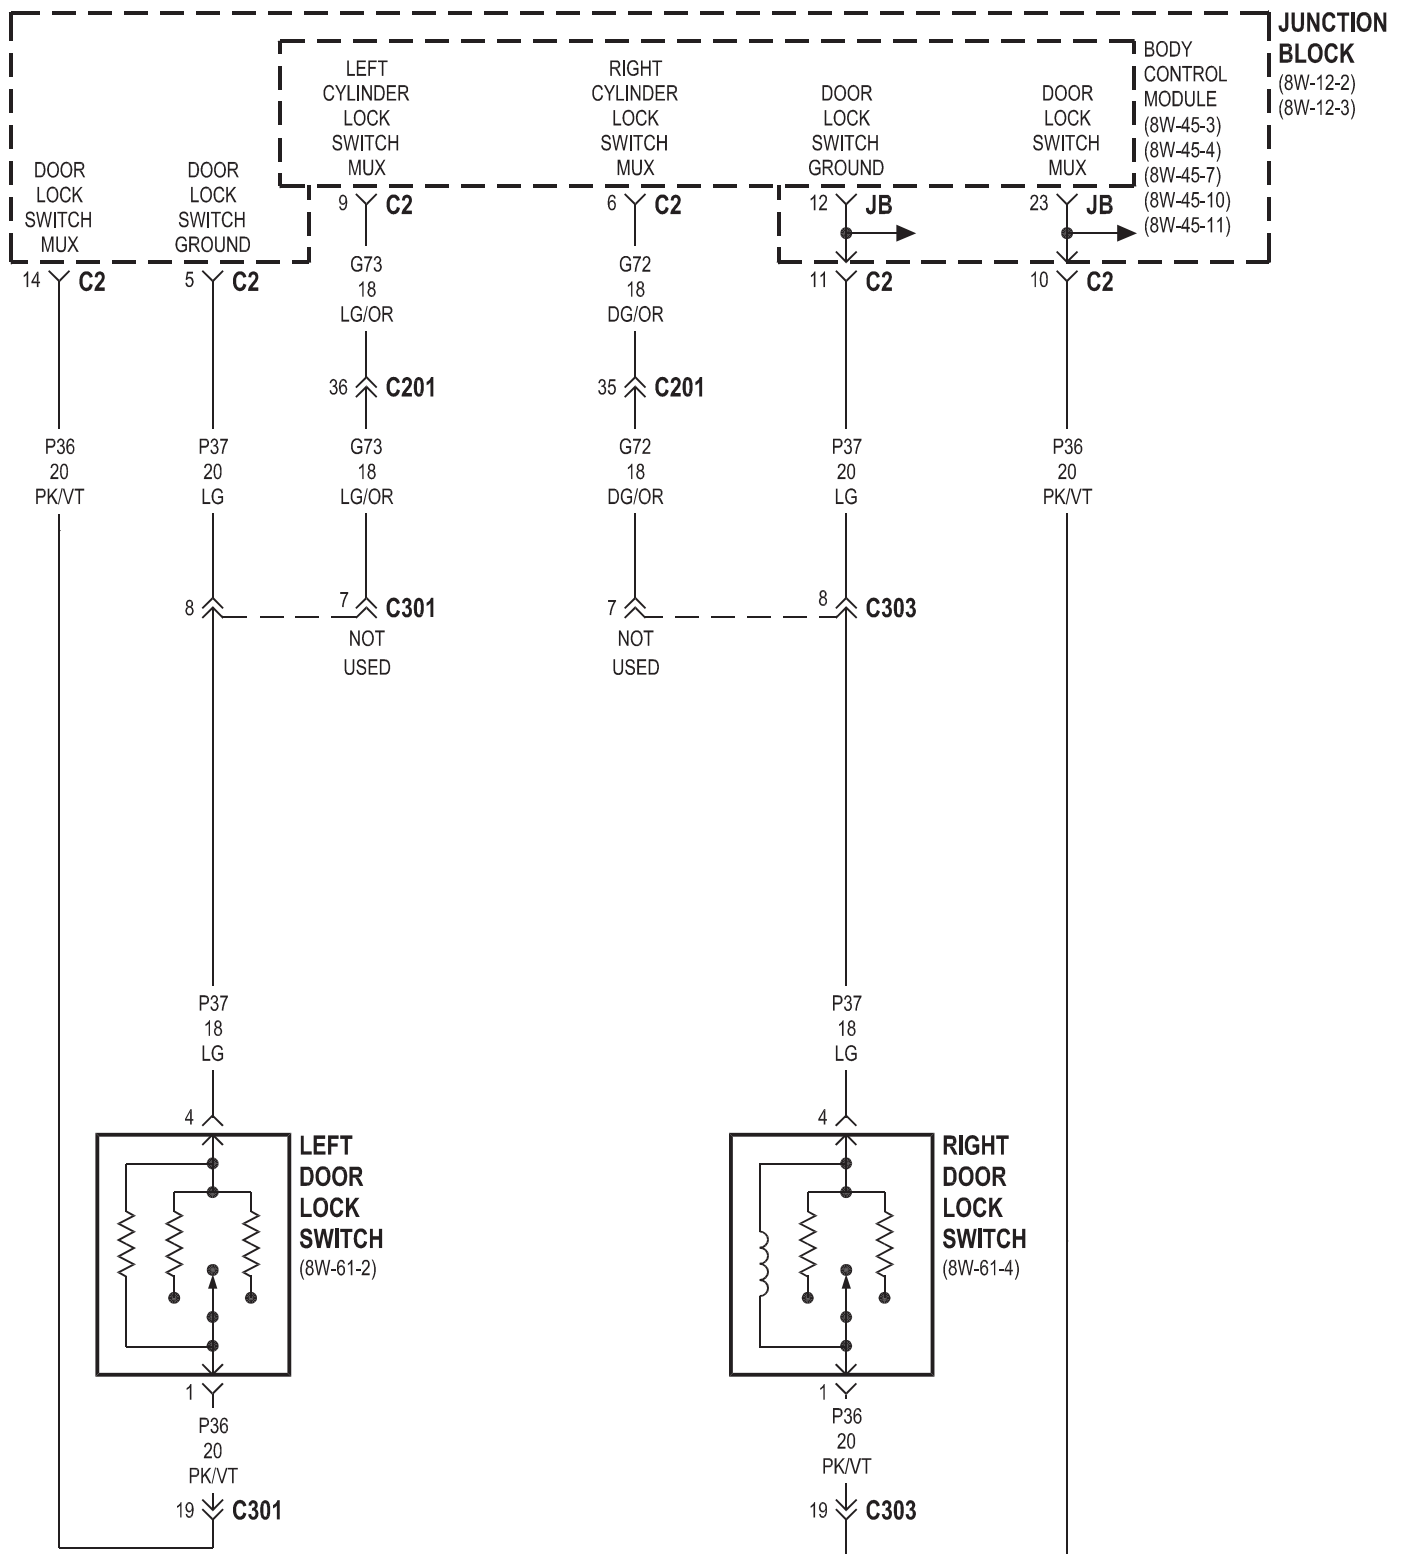 JUNCTION
BLOCK
(8W-12-2)
(8W-12-3)
BODY
CONTROL
MODULE
(8W-45-3)
(8W-45-4)
(8W-45-7)
(8W-45-10)
(8W-45-11)
LEFT
CYLINDER
LOCK
SWITCH
MUX
RIGHT
CYLINDER
LOCK
SWITCH
MUX
DOOR
LOCK
SWITCH
GROUND
DOOR
LOCK
SWITCH
MUX
DOOR
LOCK
SWITCH
MUX
DOOR
LOCK
SWITCH
GROUND
9 C2
6 C2
12 JB
23 JB
14 C2
5 C2
11 C2
10 C2
G73
18
LG/OR
G72
18
DG/OR
36 C201
35 C201
P36
20
PK/VT
P37
20
LG
G73
18
LG/OR
G72
18
DG/OR
P37
20
LG
P36
20
PK/VT
8
7 C301
NOT
USED
7
NOT
USED
8 C303
P37
18
LG
P37
18
LG
4
4
LEFT
DOOR
LOCK
SWITCH
(8W-61-2)
RIGHT
DOOR
LOCK
SWITCH
(8W-61-4)
1
P36
20
PK/VT
19 C301
1
P36
20
PK/VT
19 C303